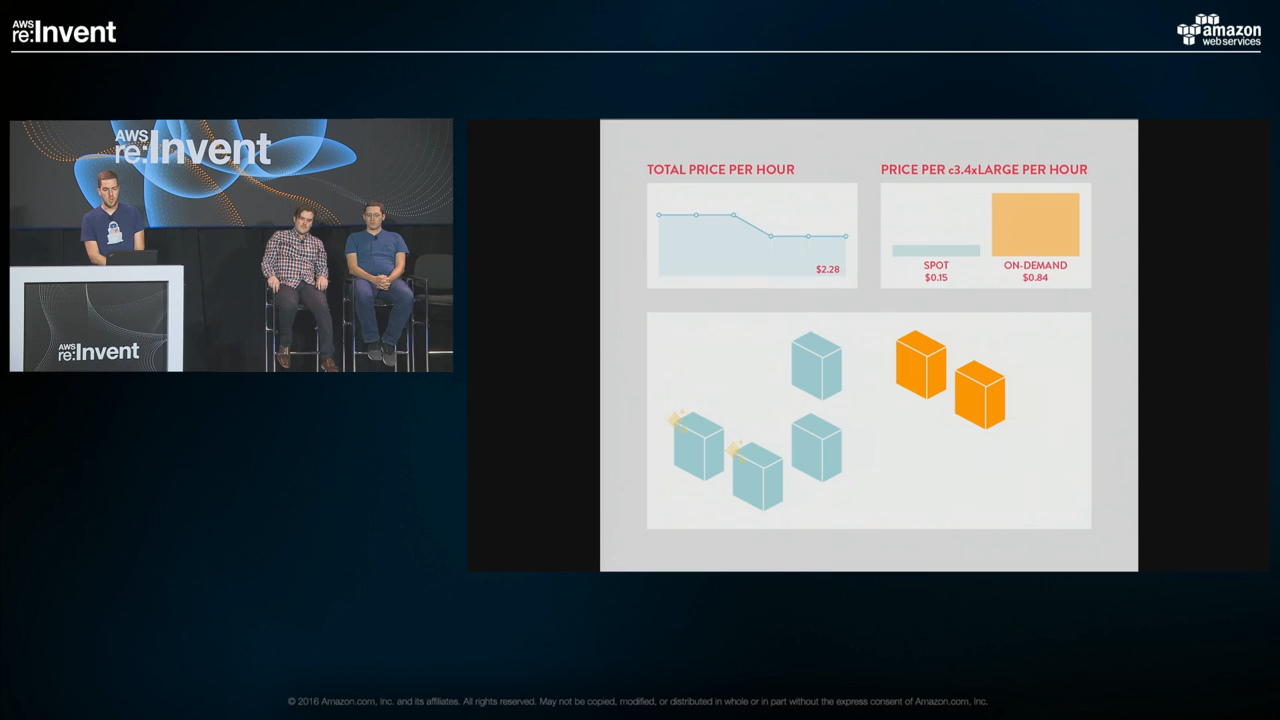 AWS
re:Invent
amazon
webservices
AWS
re:Invent
AWS
re:Invent
TOTAL PRICE PER HOUR
$2.28
PRICE PER c3.4xLARGE PER HOUR
SPOT
$0.15
ON-DEMAND
$0.84
© 2016 Amazon.com, Inc. and its affiliates. All rights reserved. May not be copied, modified, or distributed in whole or in part without the express consent of Amazon.com, Inc.